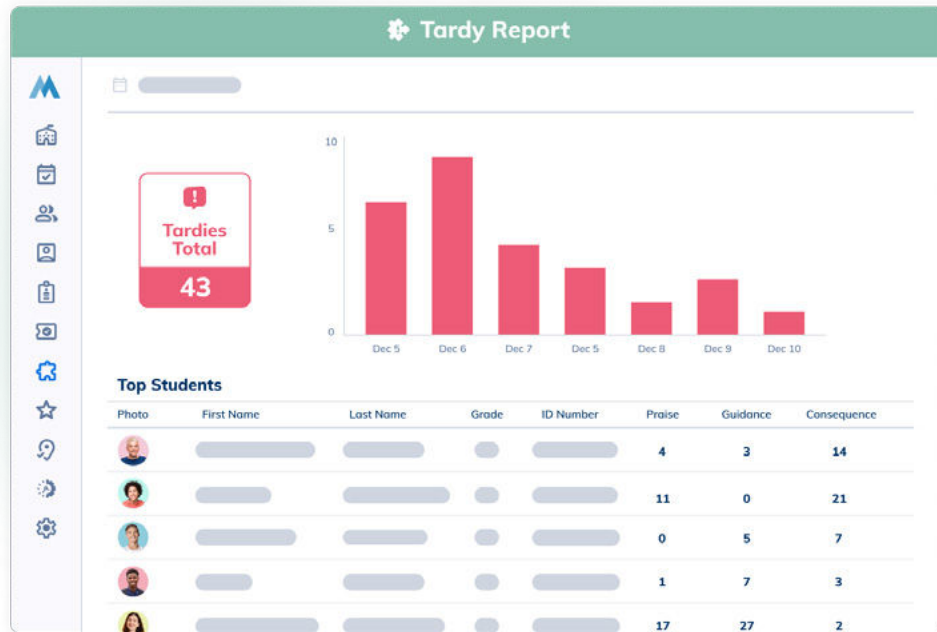 Tardy Report
Tardies
Total
43
10
5
0
Dec 5 Dec 6 Dec 7 Dec 5 Dec 8 Dec 9 Dec 10
Top Students
Photo First Name Last Name Grade ID Number Praise Guidance Consequence
4 3 14
11 0 21
0 5 7
1 7 3
17 27 2